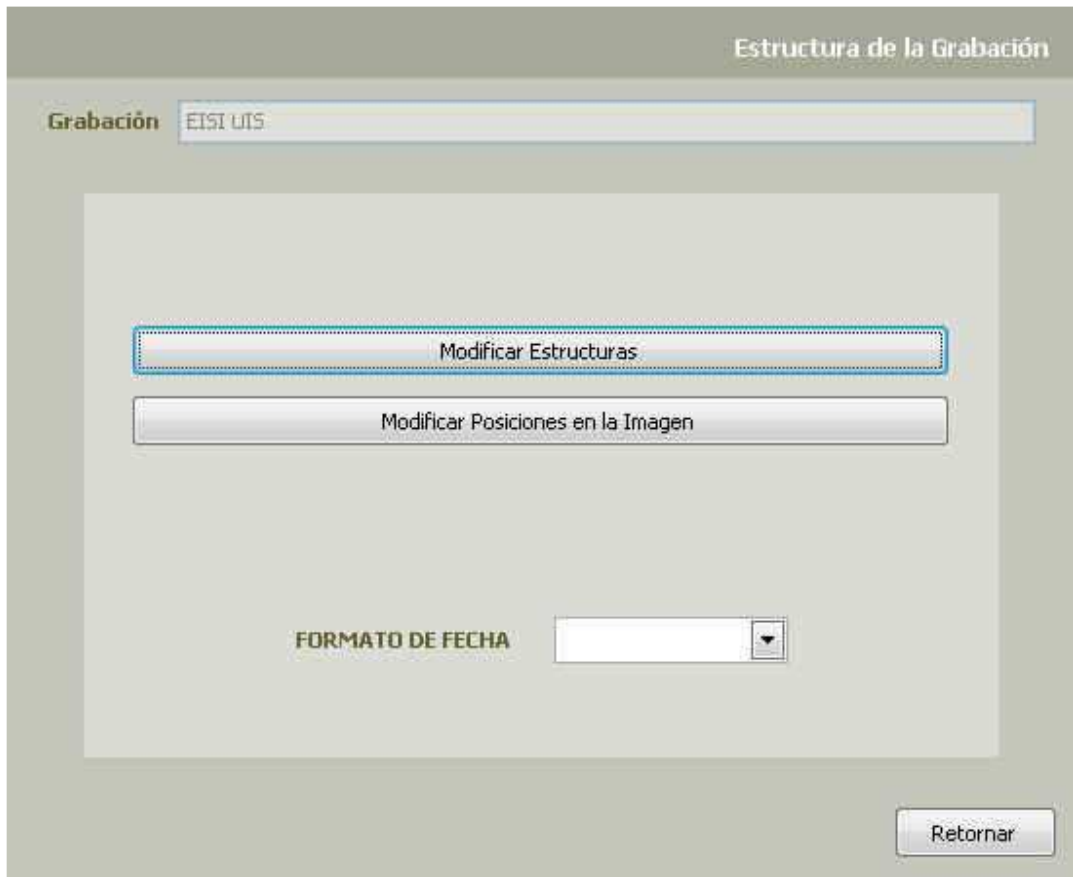 Estructura de la Grabación
Grabación EISI UIS
Modificar Estructuras
Modificar Posiciones en la Imagen
FORMATO DE FECHA
Retornar